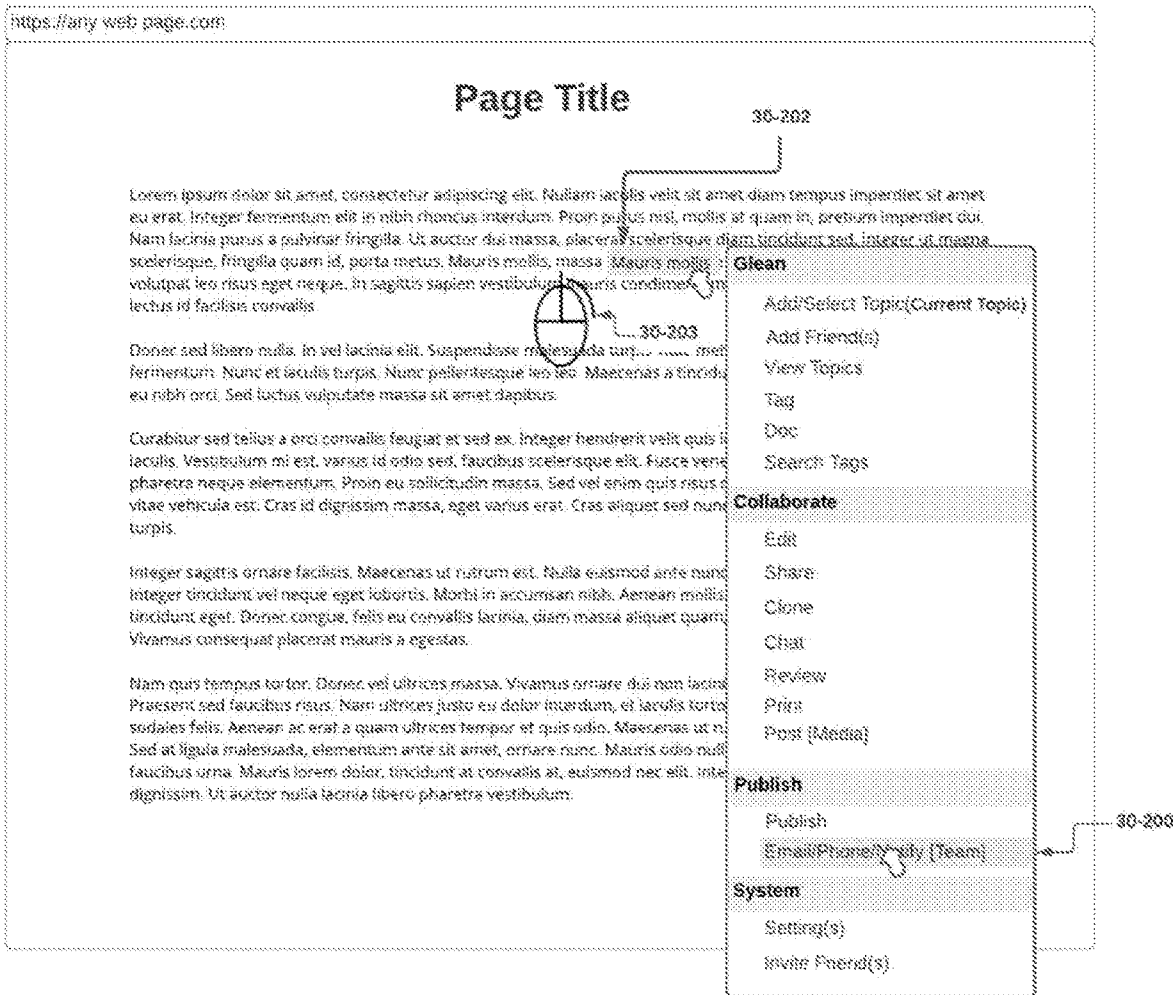 https://any web page.com
Page Title
30-202
Lorem ipsum dolor sit amet, consectetur adipiscing elit. Nullam iaculis velit sit amet diam tempus imperdiet sit amet
eu erat. Integer fermentum elit in nibh rhoncus interdum. Proin purus nisl, mollis at quam in, pretium imperdiet dui.
Nam lacinia purus a pulvinar fringilla. Ut auctor dui massa, placerat scelerisque diam tincidunt sed. Integer ut magna
scelerisque, fringilla quam id, porta metus. Mauris mollis, massa Mauris mollis
volutpat leo risus eget neque. In sagittis sapien vestibulum mauris condimen
lectus id facilisis convallis
30-203
Donec sed libero nulla. In vel lacinia elit. Suspendisse malesuada
fermentum. Nunc et iaculis turpis. Nunc pellentesque leo leo. Maecenas a tincidu
eu nibh orci. Sed luctus vulputate massa sit amet dapibus.
Curabitur sed tellus a orci convallis feugiat et sed ex. Integer hendrerit velit quis
iaculis. Vestibulum mi est, varius id odio sed, faucibus scelerisque elit. Fusce vene
pharetra neque elementum. Proin eu sollicitudin massa. Sed vel enim quis risus
vitae vehicula est. Cras id dignissim massa, eget varius erat. Cras aliquet sed nunc
turpis.
Integer sagittis ornare facilisis. Maecenas ut rutrum est. Nulla euismod ante nunc
Integer tincidunt vel neque eget lobortis. Morbi in accumsan nibh. Aenean mollis
tincidunt eget. Donec congue, felis eu convallis lacinia, diam massa aliquet quam
Vivamus consequat placerat mauris a egestas.
Nam quis tempus tortor. Donec vel ultrices massa. Vivamus ornare dui non lacini
Praesent sed faucibus risus. Nam ultrices justo eu dolor interdum, et iaculis torto
sodales felis. Aenean ac erat a quam ultrices tempor et quis odio. Maecenas ut n
Sed at ligula malesuada, elementum ante sit amet, ornare nunc. Mauris odio null
faucibus urna. Mauris lorem dolor, tincidunt at convallis at, euismod nec elit. Inte
dignissim. Ut auctor nulla lacinia libero pharetra vestibulum.
Glean
Add/Select Topic(Current Topic)
Add Friend(s)
View Topics
Tag
Doc
Search Tags
Collaborate
Edit
Share
Clone
Chat
Review
Print
Post [Media]
Publish
Publish
Email/Phone/Notify [Team]
System
Setting(s)
Invite Friend(s)
30-200